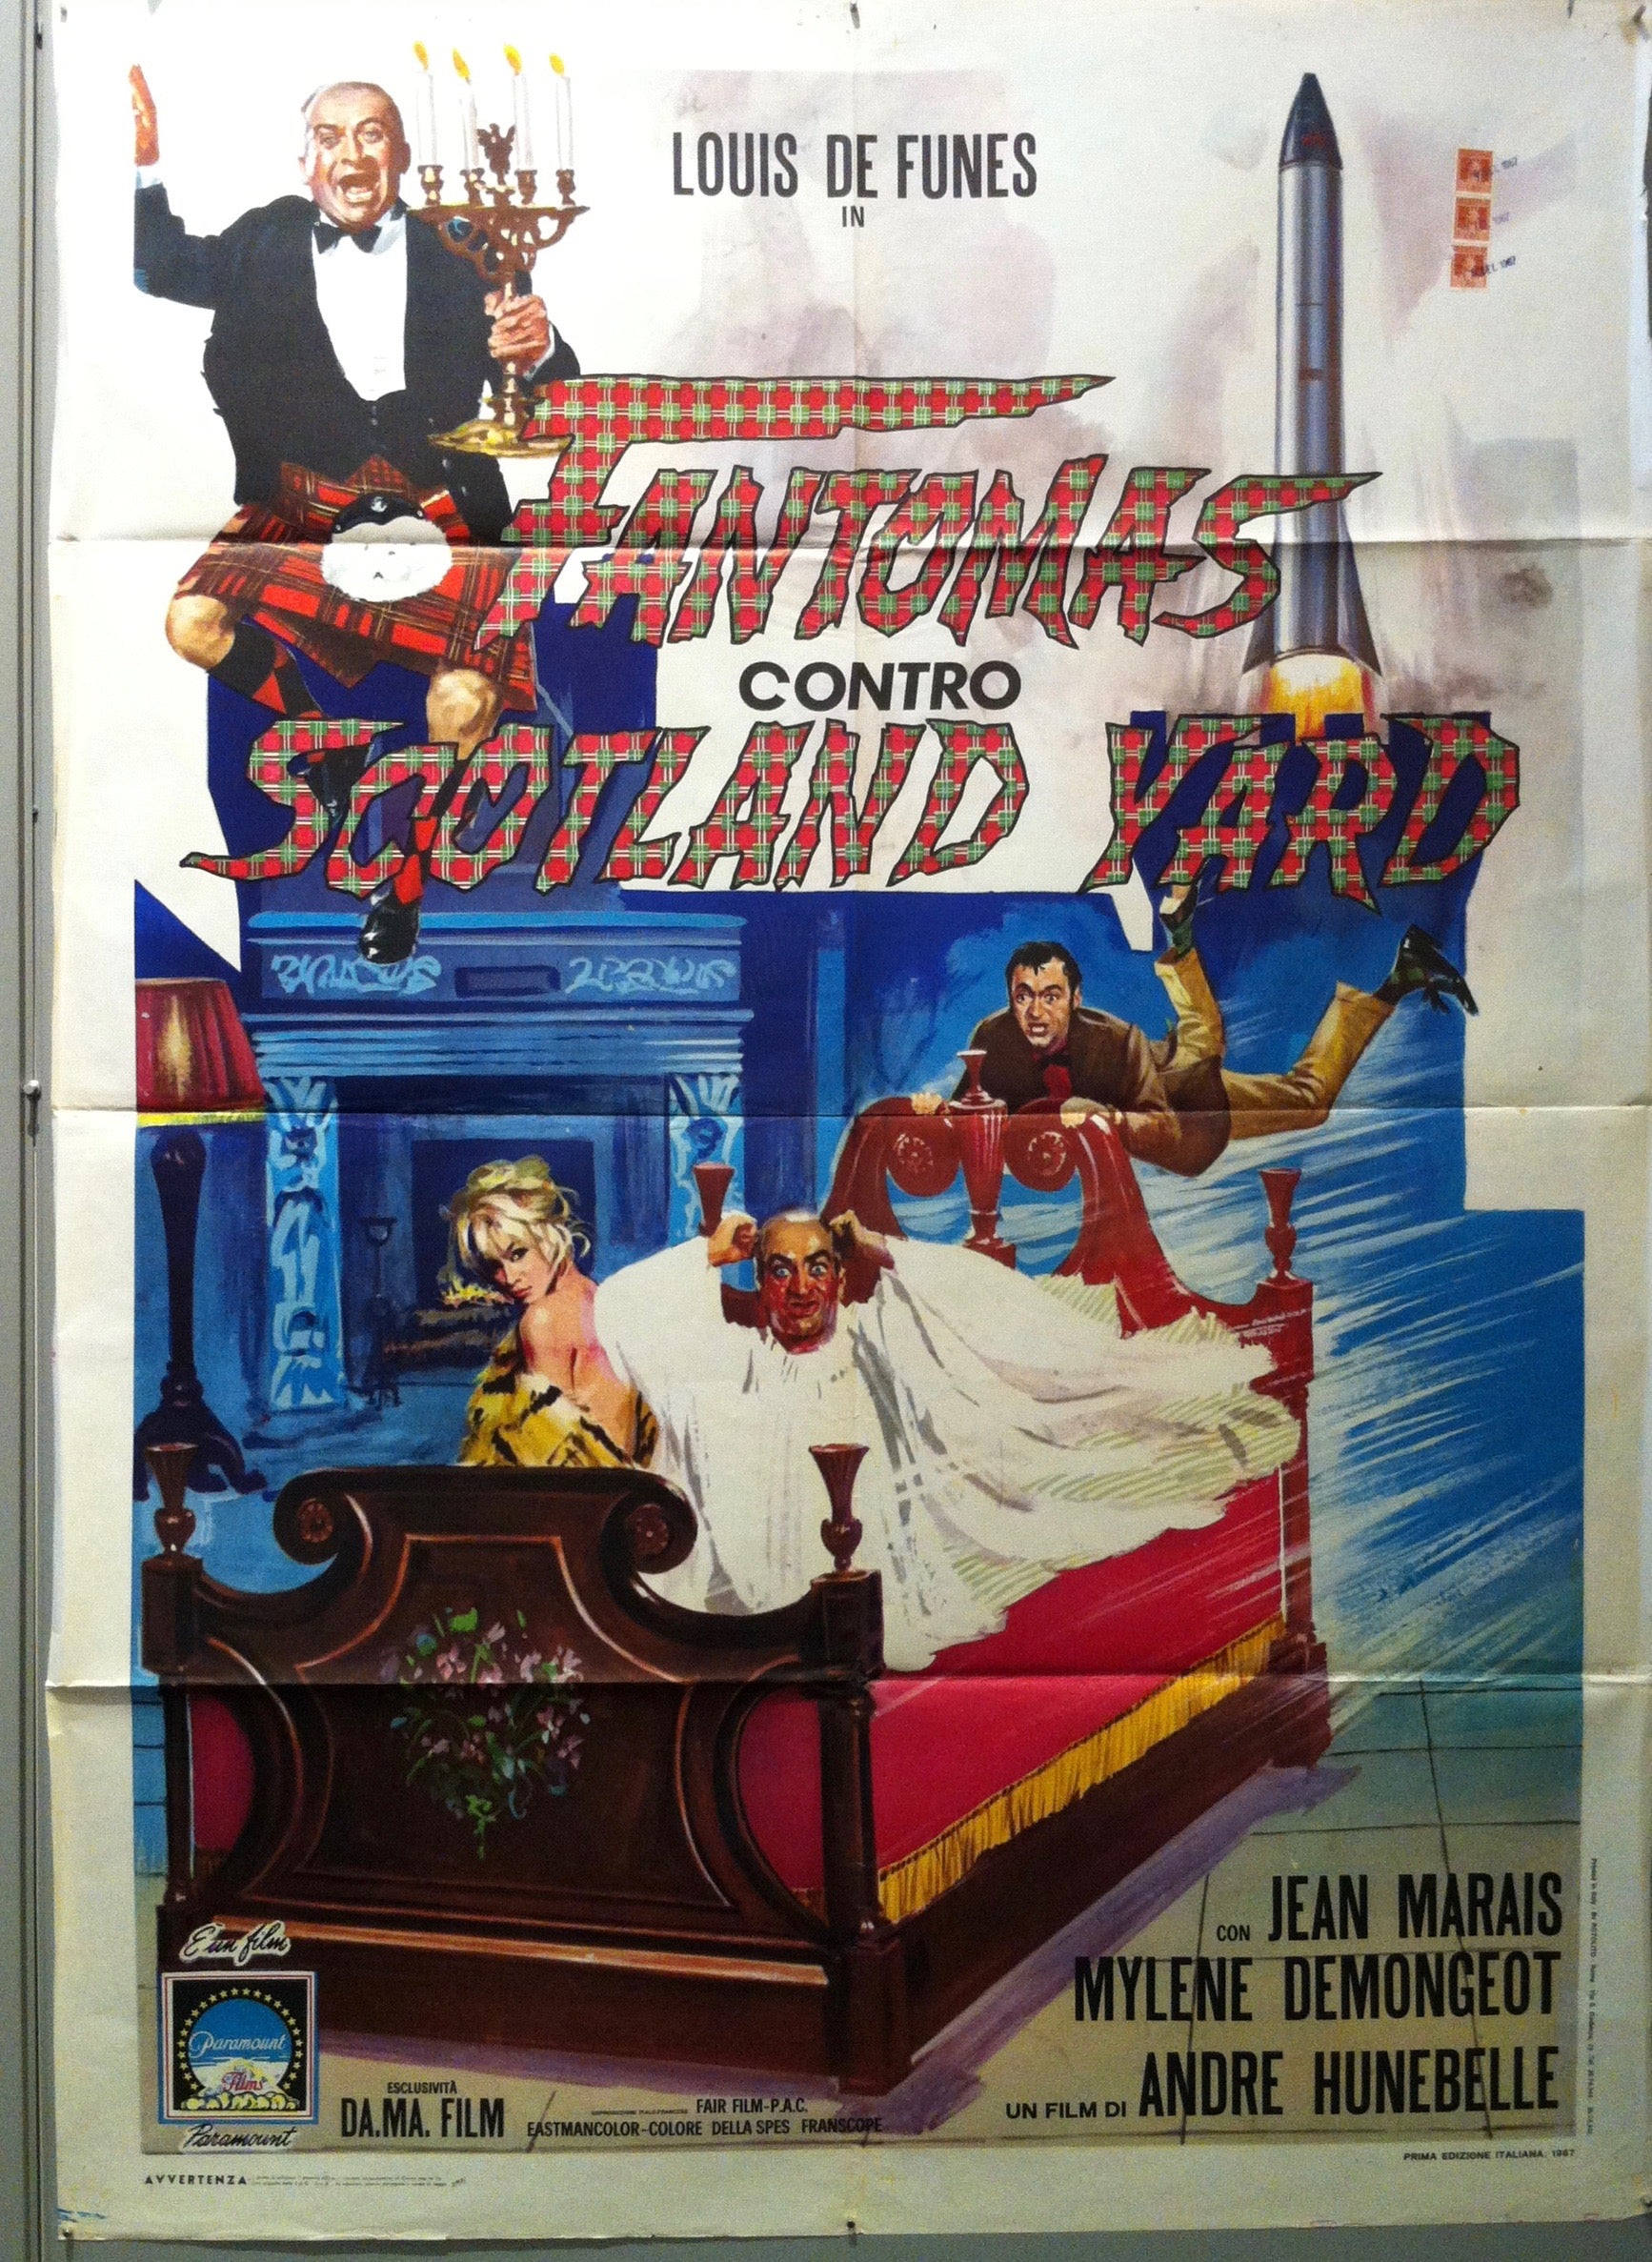 LOUIS DE FUNES
IN
FANTOMAS
CONTRO
SCOTLAND YARD
CON JEAN MARAIS
MYLENE DEMONGEOT
UN FILM DI ANDRE HUNEBELLE
È un film
Paramount
Films
Paramount
ESCLUSIVITÀ
DA.MA. FILM
FAIR FILM-P.A.C.
EASTMANCOLOR-COLORE DELLA SPES FRANSCOPE
PRIMA EDIZIONE ITALIANA, 1967
AVVERTENZA